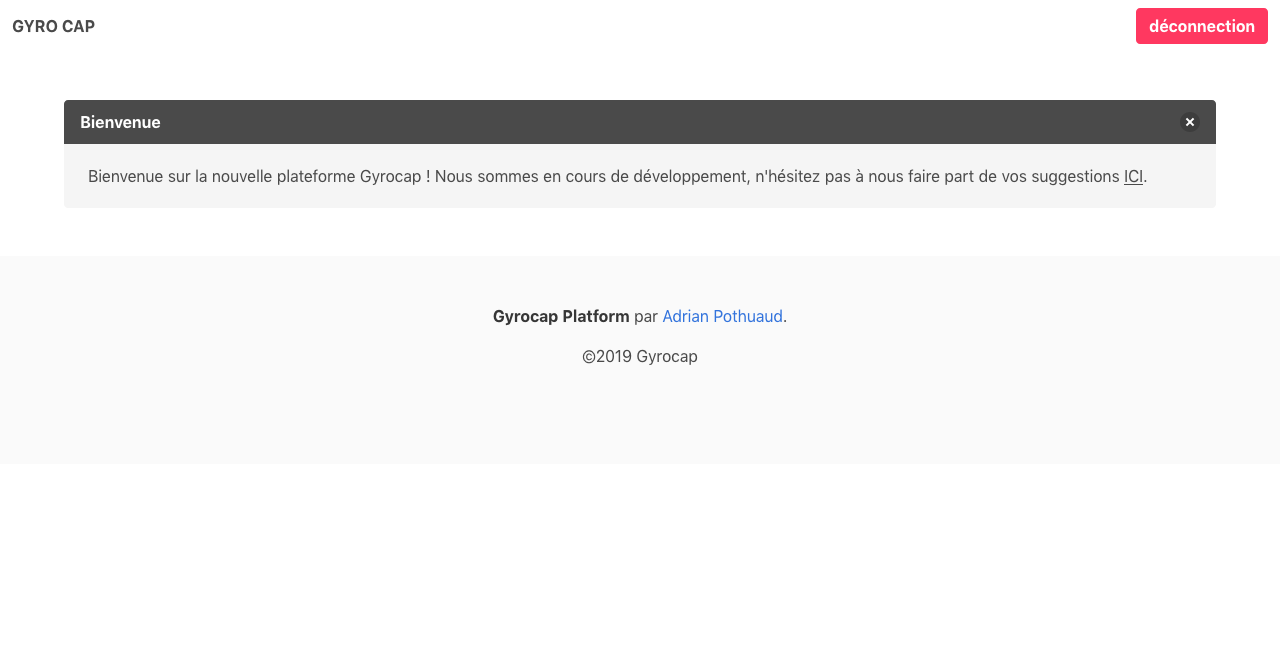 GYRO CAP
déconnection
Bienvenue
Bienvenue sur la nouvelle plateforme Gyrocap ! Nous sommes en cours de développement, n'hésitez pas à nous faire part de vos suggestions ICI.
Gyrocap Platform par Adrian Pothuaud.
©2019 Gyrocap